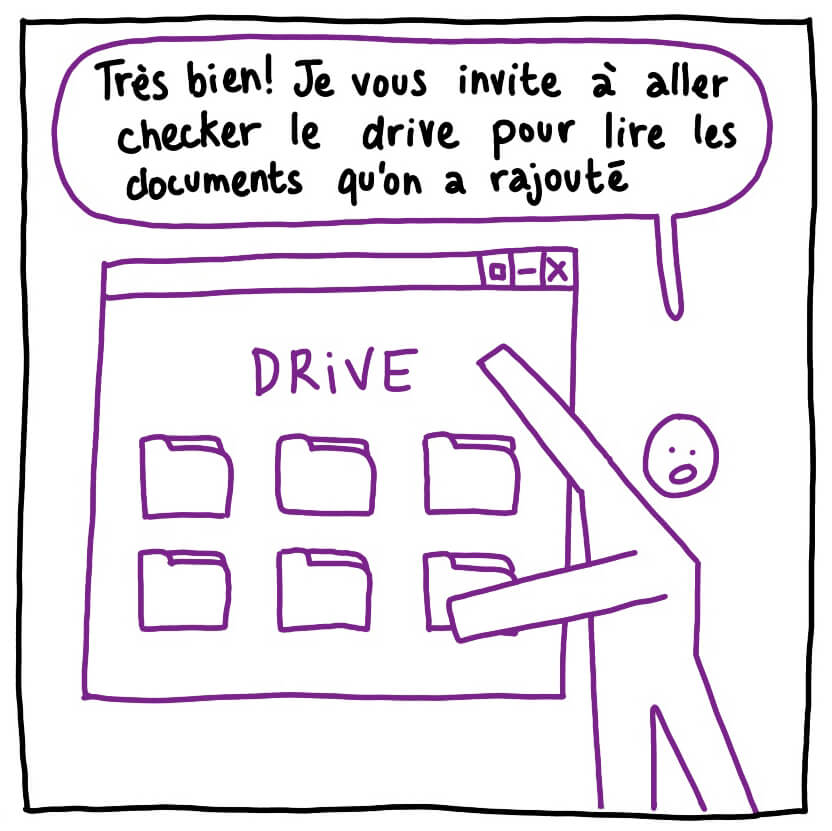 Très bien! Je vous invite à aller
checker le drive pour lire les
documents qu'on a rajouté
DRiVE